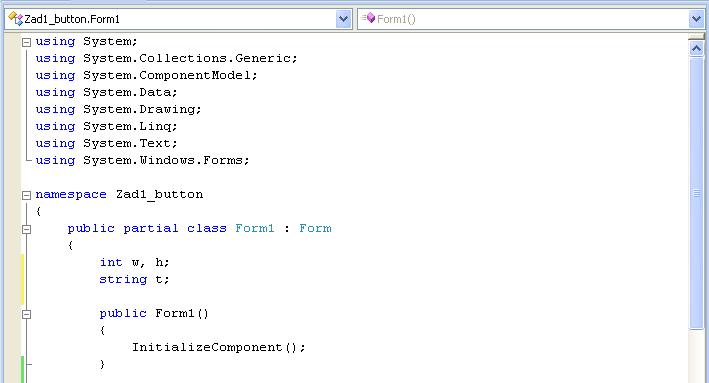 Zad1_button.Form1
Form1()
using System;
using System.Collections.Generic;
using System.ComponentModel;
using System.Data;
using System.Drawing;
using System.Linq;
using System.Text;
using System.Windows.Forms;
namespace Zad1_button
{
public partial class Form1 : Form
{
int w, h;
string t;
public Form1()
{
InitializeComponent();
}